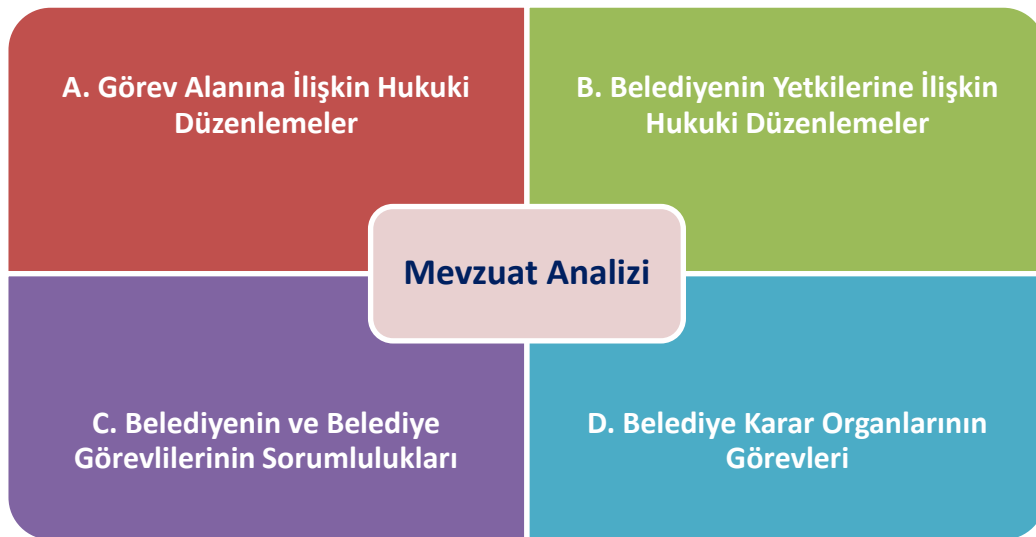 A. Görev Alanına İlişkin Hukuki
Düzenlemeler
B. Belediyenin Yetkilerine İlişkin
Hukuki Düzenlemeler
Mevzuat Analizi
C. Belediyenin ve Belediye
Görevlilerinin Sorumlulukları
D. Belediye Karar Organlarının
Görevleri